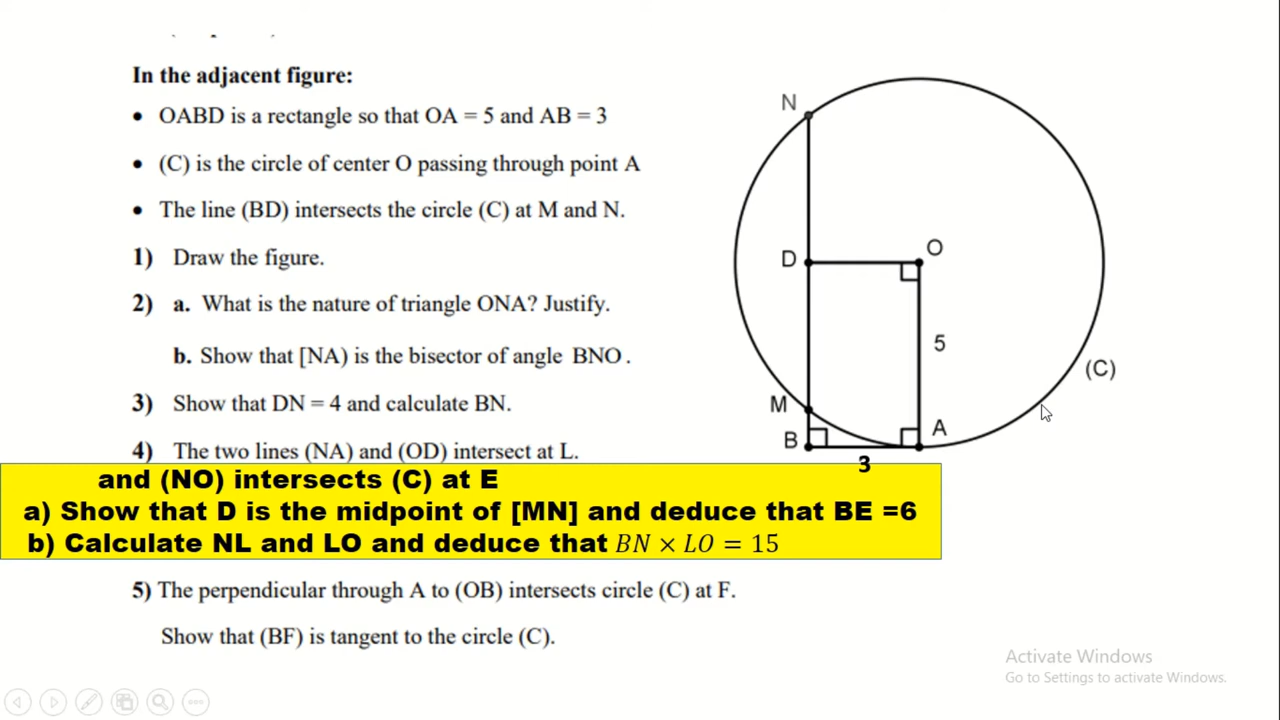 In the adjacent figure:
• OABD is a rectangle so that OA = 5 and AB = 3
• (C) is the circle of center O passing through point A
• The line (BD) intersects the circle (C) at M and N.
1) Draw the figure.
2) a. What is the nature of triangle ONA? Justify.
b. Show that [NA) is the bisector of angle BNO.
3) Show that DN = 4 and calculate BN.
4) The two lines (NA) and (OD) intersect at L.
and (NO) intersects (C) at E
a) Show that D is the midpoint of [MN] and deduce that BE =6
b) Calculate NL and LO and deduce that BN × LO = 15
5) The perpendicular through A to (OB) intersects circle (C) at F.
Show that (BF) is tangent to the circle (C).
N
D
O
5
(C)
M
B
A
3
Activate Windows
Go to Settings to activate Windows.